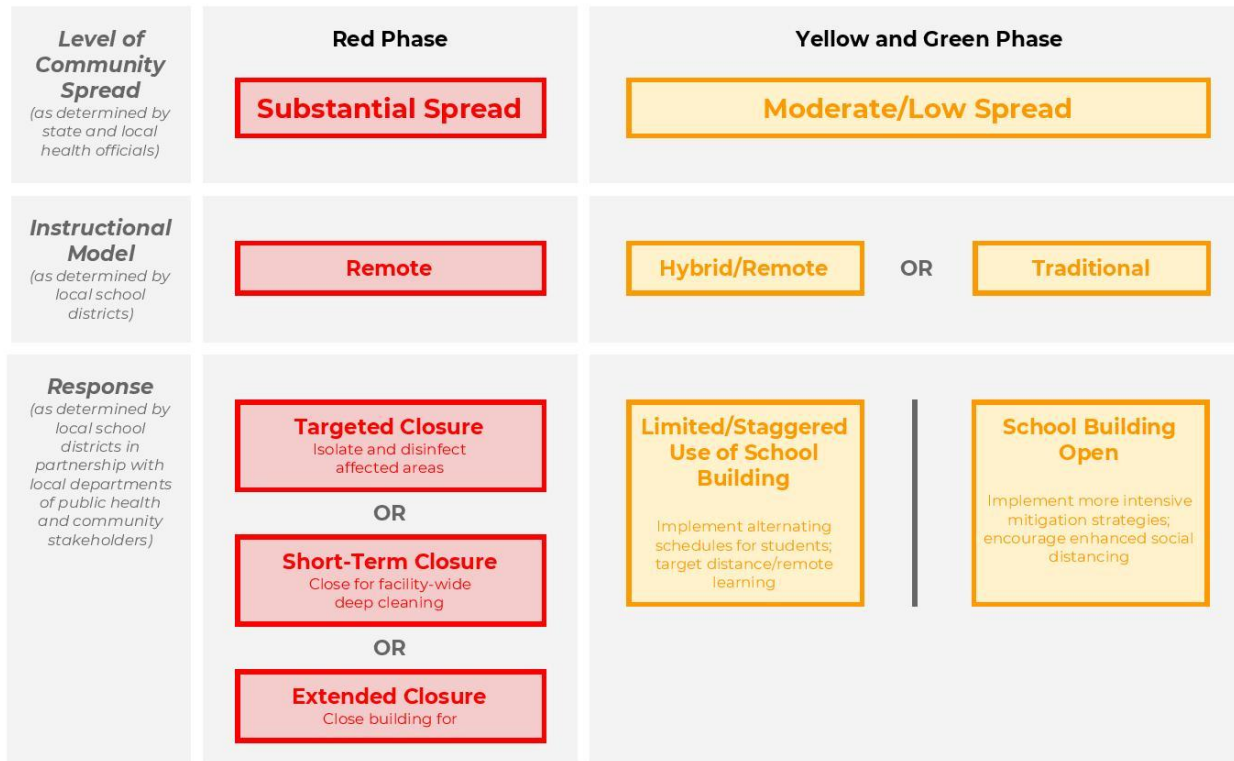 Level of
Community
Spread
(as determined by
state and local
health officials)
Red Phase
Substantial Spread
Yellow and Green Phase
Moderate/Low Spread
Instructional
Model
(as determined by
local school
districts)
Remote
Hybrid/Remote
OR
Traditional
Response
(as determined by
local school
districts in
partnership with
local departments
of public health
and community
stakeholders)
Targeted Closure
Isolate and disinfect
affected areas
OR
Short-Term Closure
Close for facility-wide
deep cleaning
OR
Extended Closure
Close building for
Limited/Staggered
Use of School
Building
Implement alternating
schedules for students;
target distance/remote
learning
School Building
Open
Implement more intensive
mitigation strategies;
encourage enhanced social
distancing